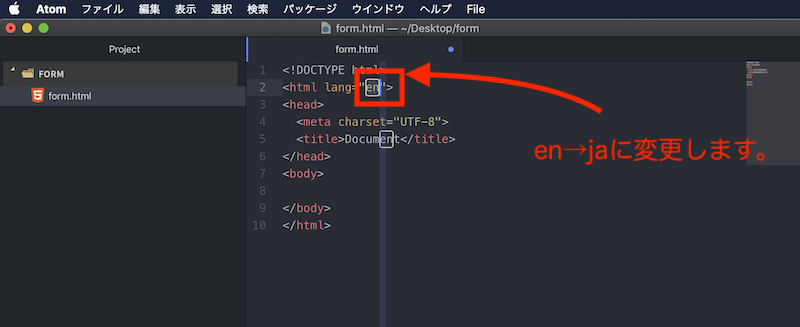 Atom ファイル 編集 表示 選択 検索 パッケージ ウインドウ ヘルプ File
form.html — ~/Desktop/form
Project
form.html
FORM
form.html
1 <!DOCTYPE html>
2 <html lang="en">
3 <head>
4 <meta charset="UTF-8">
5 <title>Document</title>
6 </head>
7 <body>
8
9 </body>
10 </html>
en→jaに変更します。